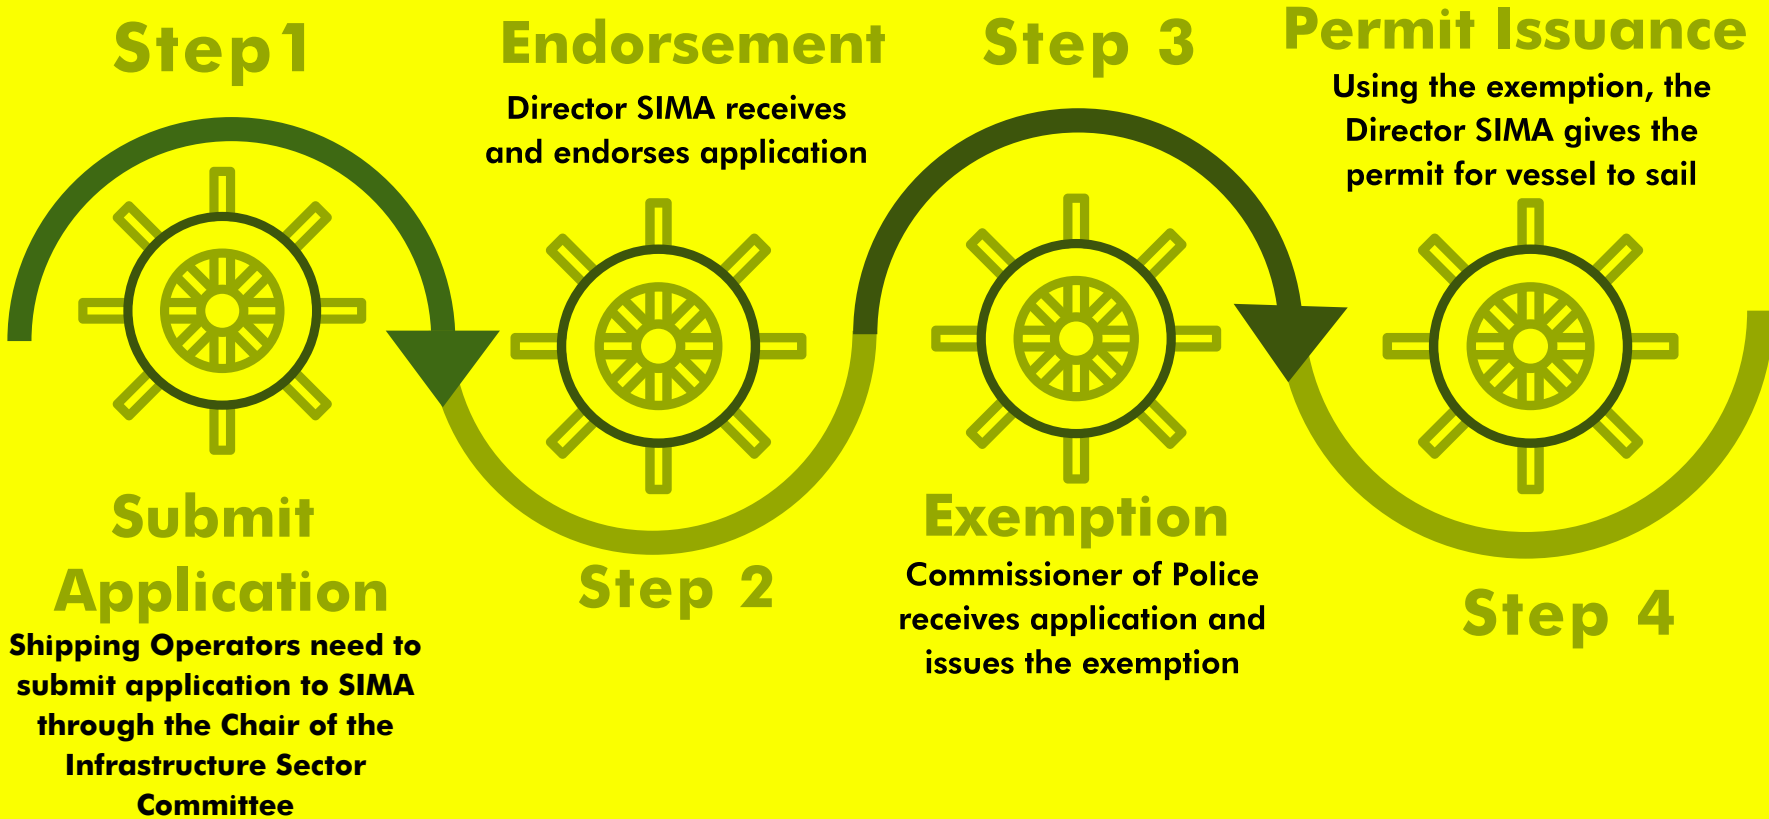 Step1
Submit
Application
Shipping Operators need to
submit application to SIMA
through the Chair of the
Infrastructure Sector
Committee
Endorsement
Director SIMA receives
and endorses application
Step 2
Step 3
Exemption
Commissioner of Police
receives application and
issues the exemption
Permit Issuance
Using the exemption, the
Director SIMA gives the
permit for vessel to sail
Step 4